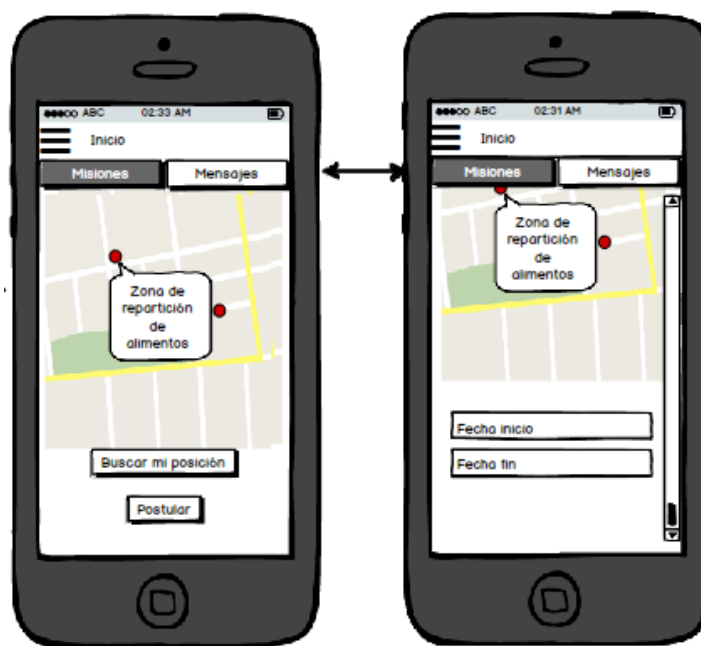 ABC 02:33 AM
Inicio
Misiones Mensajes
Zona de
repartición
de
alimentos
Buscar mi posición
Postular
ABC 02:31 AM
Inicio
Misiones Mensajes
Zona de
repartición
de
alimentos
Fecha inicio
Fecha fin